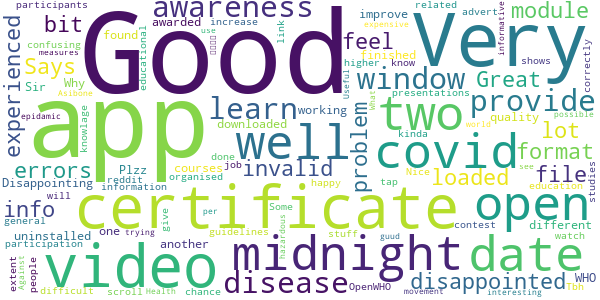 participants
bit
awareness
awarded
increase
link
related
advert
improve
module
expensive
informative
confusing
measures
found
educational
Good
Very
feel
finished
experienced
Says
Why
Sir
use
Useful
higher
know
shows
correctly
window
Great
provide
app
learn
working
two
presentations
quality
lot
What
format
epidamic
knowlage
Asibone
downloaded
problem
kinda
world
possible
errors
Plzz
courses
done
well
covid
file
Disappointing
reddit
organised
job
invalid
tap
Nice
loaded
see
education
studies
info
will
information
happy
certificate
open
general
uninstalled
per
Some
guidelines
contest
different
participation
one
trying
give
stuff
midnight
watch
extent
Against
people
another
video
hazardous
guud
date
difficult
scroll
Health
chance
disease
OpenWHO
disappointed
WHO
movement
interesting
Tbh